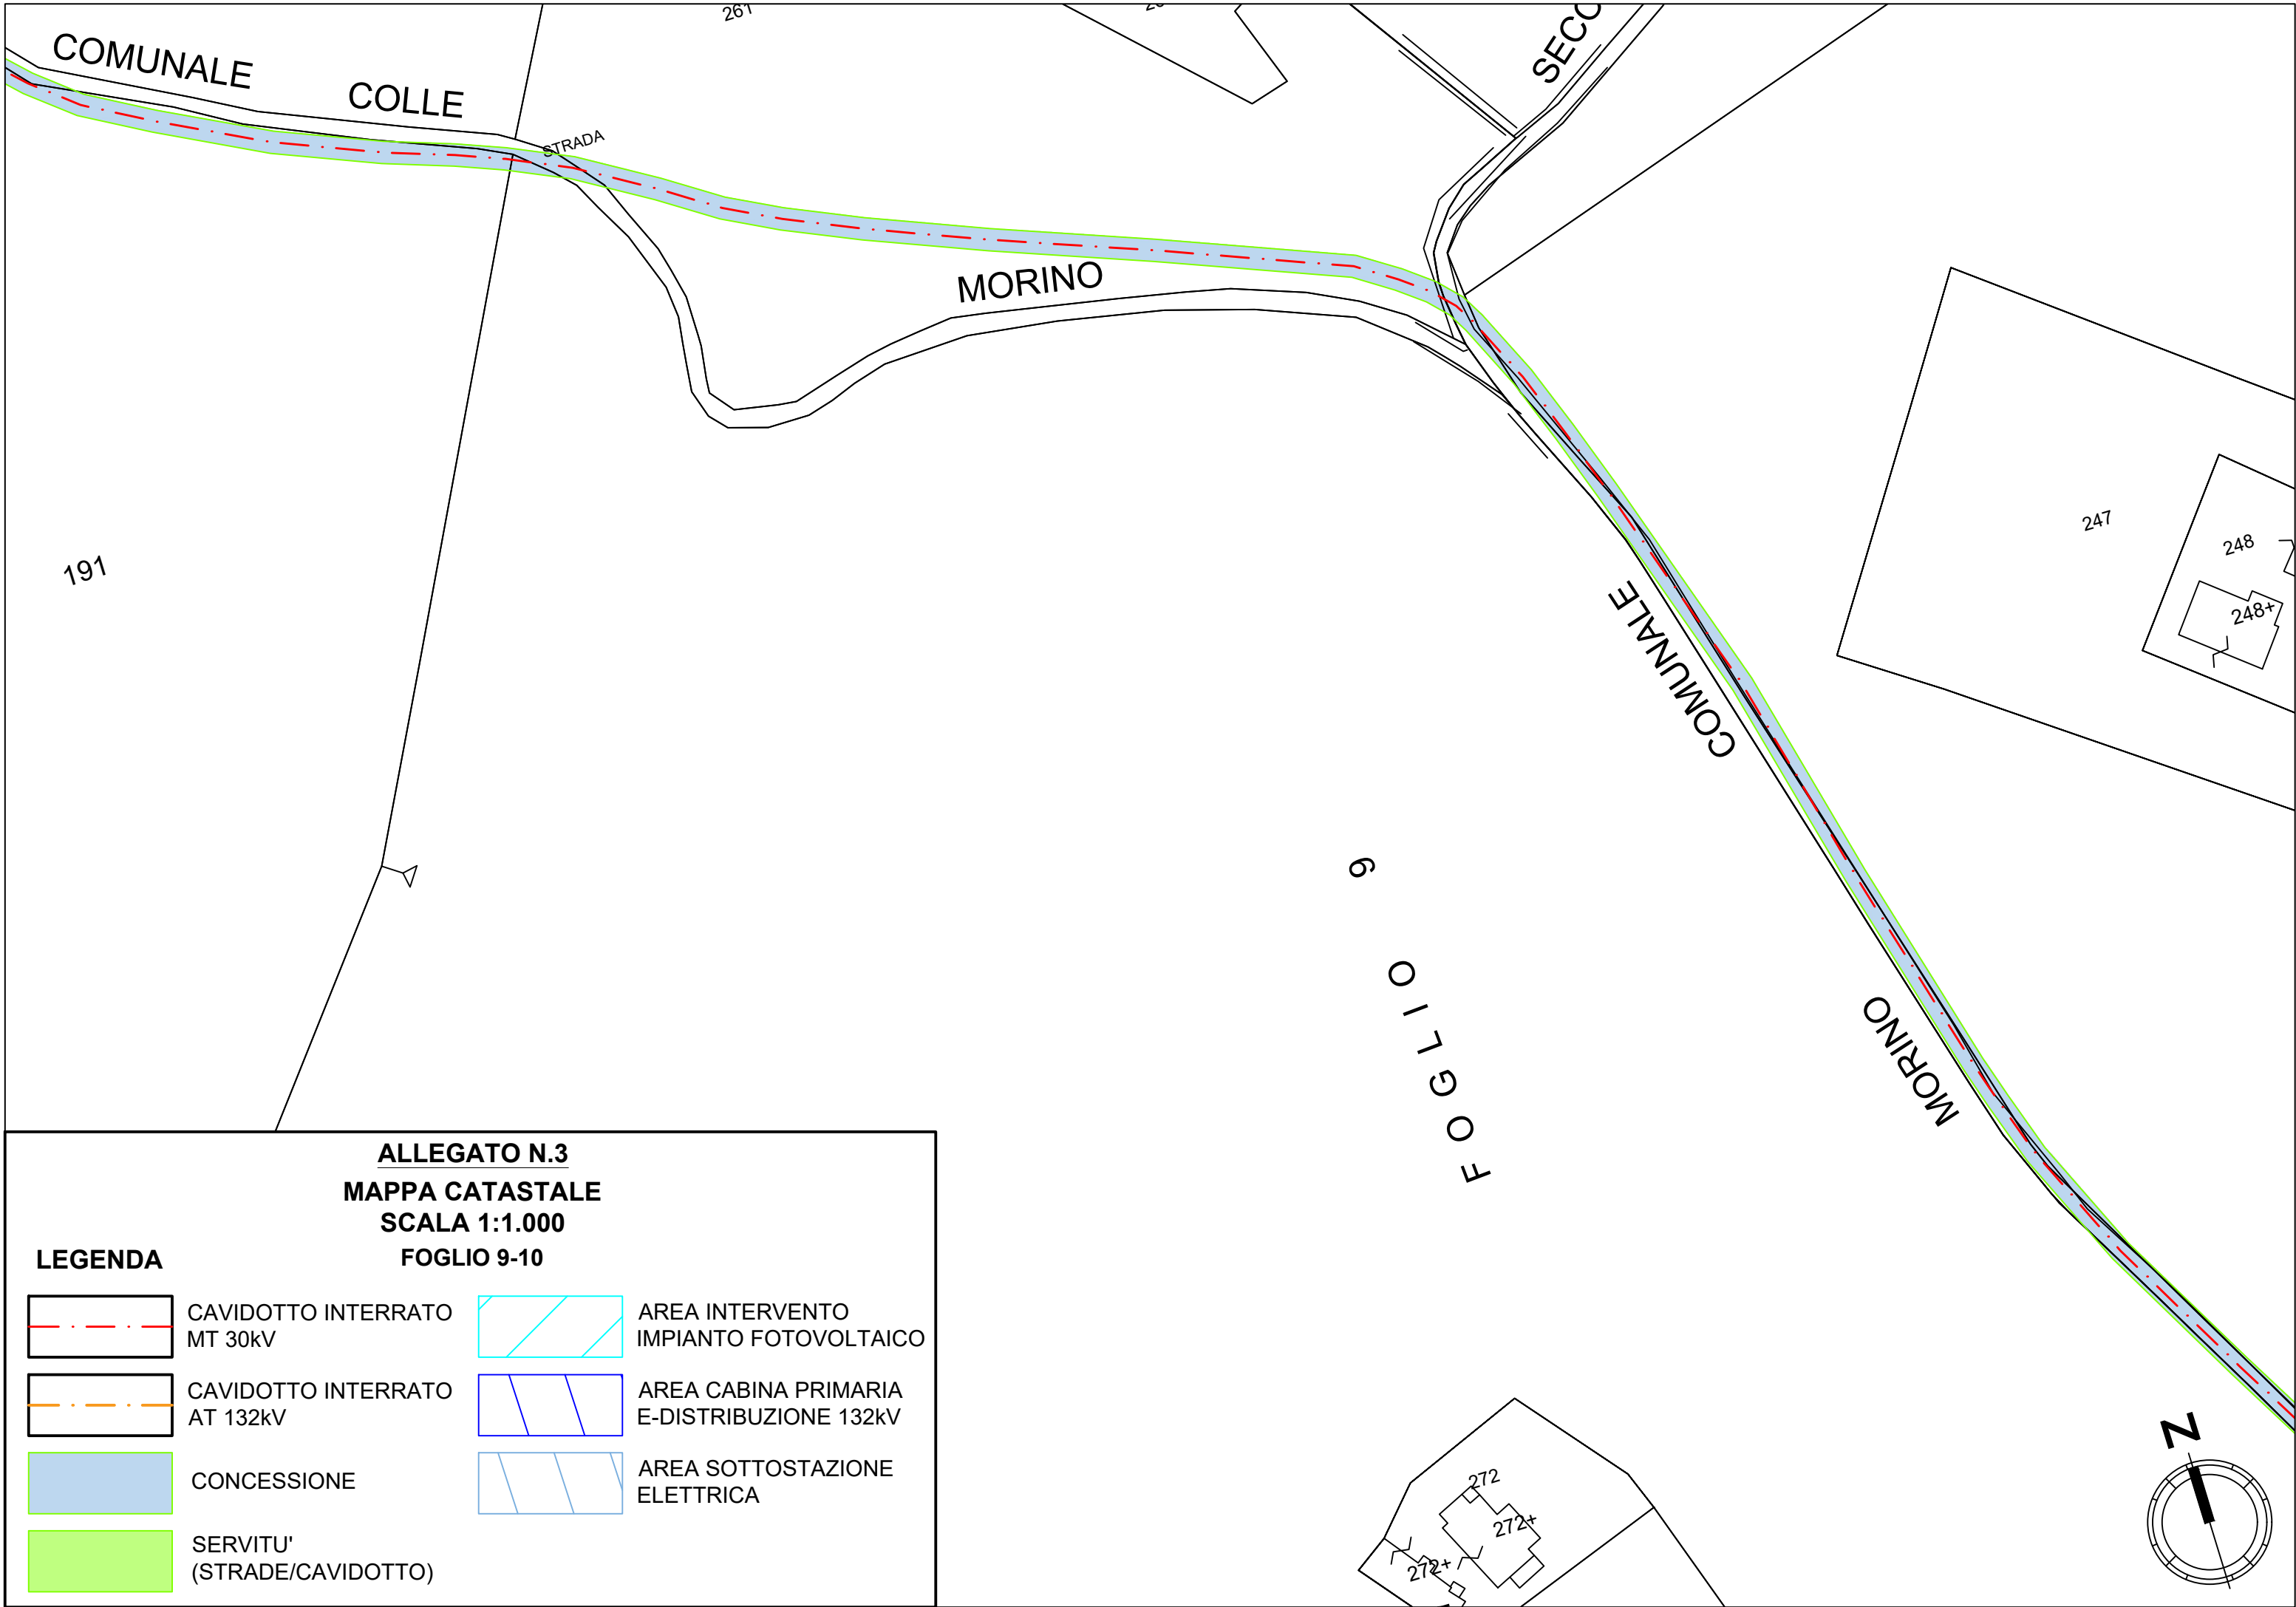 261
SECO
COMUNALE
COLLE
STRADA
MORINO
191
247
248
248+
COMUNALE
MORINO
FOGLIO 9
272
272+
272+
N
ALLEGATO N.3
MAPPA CATASTALE
SCALA 1:1.000
FOGLIO 9-10
LEGENDA
CAVIDOTTO INTERRATO
MT 30kV
CAVIDOTTO INTERRATO
AT 132kV
CONCESSIONE
SERVITU'
(STRADE/CAVIDOTTO)
AREA INTERVENTO
IMPIANTO FOTOVOLTAICO
AREA CABINA PRIMARIA
E-DISTRIBUZIONE 132kV
AREA SOTTOSTAZIONE
ELETTRICA